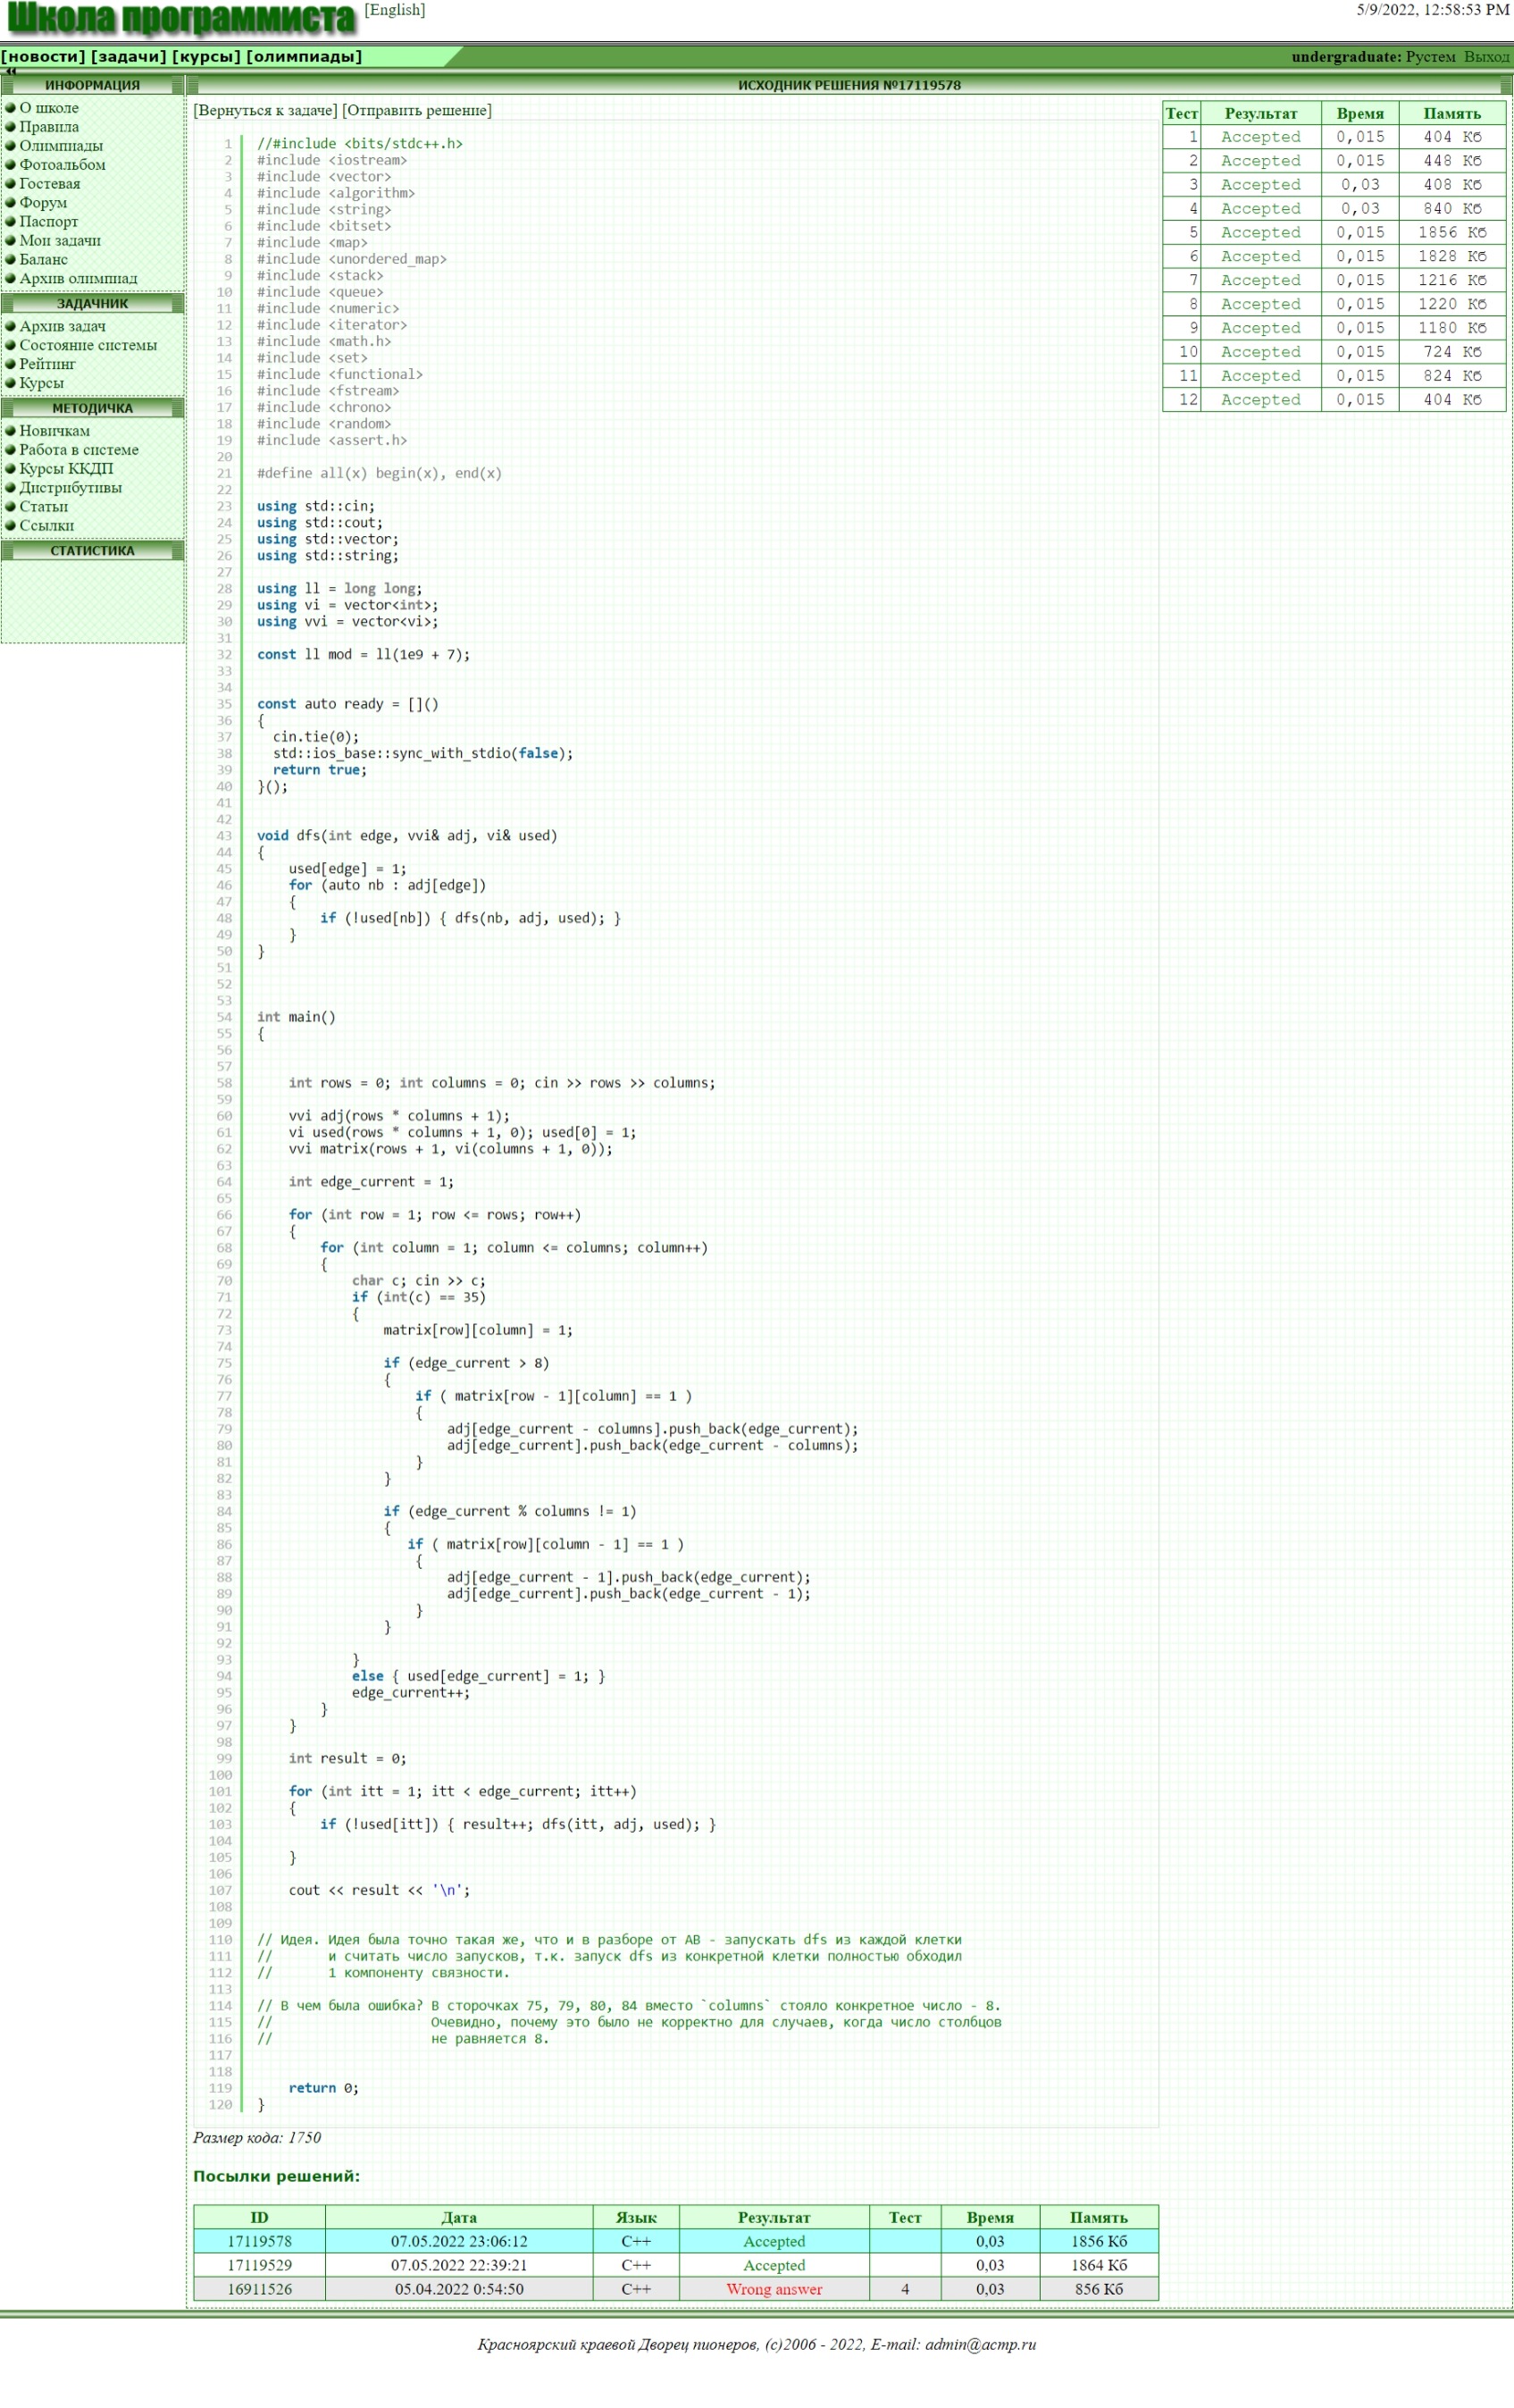 Школа программиста
[English]
5/9/2022, 12:58:53 PM
[новости] [задачи] [курсы] [олимпиады]
undergraduate: Рустем Выход
ИНФОРМАЦИЯ
О школе
Правила
Олимпиады
Фотоальбом
Гостевая
Форум
Паспорт
Мои задачи
Баланс
Архив олимпиад
ЗАДАЧНИК
Архив задач
Состояние системы
Рейтинг
Курсы
МЕТОДИЧКА
Новичкам
Работа в системе
Курсы ККДП
Дистрибутивы
Статьи
Ссылки
СТАТИСТИКА
ИСХОДНИК РЕШЕНИЯ №17119578
[Вернуться к задаче] [Отправить решение]
1 //#include <bits/stdc++.h>
2 #include <iostream>
3 #include <vector>
4 #include <algorithm>
5 #include <string>
6 #include <bitset>
7 #include <map>
8 #include <unordered_map>
9 #include <stack>
10 #include <queue>
11 #include <numeric>
12 #include <iterator>
13 #include <math.h>
14 #include <set>
15 #include <functional>
16 #include <fstream>
17 #include <chrono>
18 #include <random>
19 #include <assert.h>
20
21 #define all(x) begin(x), end(x)
22
23 using std::cin;
24 using std::cout;
25 using std::vector;
26 using std::string;
27
28 using ll = long long;
29 using vi = vector<int>;
30 using vvi = vector<vi>;
31
32 const ll mod = ll(1e9 + 7);
33
34
35 const auto ready = []()
36 {
37   cin.tie(0);
38   std::ios_base::sync_with_stdio(false);
39   return true;
40 }();
41
42
43 void dfs(int edge, vvi& adj, vi& used)
44 {
45     used[edge] = 1;
46     for (auto nb : adj[edge])
47     {
48         if (!used[nb]) { dfs(nb, adj, used); }
49     }
50 }
51
52
53
54 int main()
55 {
56
57
58     int rows = 0; int columns = 0; cin >> rows >> columns;
59
60     vvi adj(rows * columns + 1);
61     vi used(rows * columns + 1, 0); used[0] = 1;
62     vvi matrix(rows + 1, vi(columns + 1, 0));
63
64     int edge_current = 1;
65
66     for (int row = 1; row <= rows; row++)
67     {
68         for (int column = 1; column <= columns; column++)
69         {
70             char c; cin >> c;
71             if (int(c) == 35)
72             {
73                 matrix[row][column] = 1;
74
75                 if (edge_current > 8)
76                 {
77                     if ( matrix[row - 1][column] == 1 )
78                     {
79                         adj[edge_current - columns].push_back(edge_current);
80                         adj[edge_current].push_back(edge_current - columns);
81                     }
82                 }
83
84                 if (edge_current % columns != 1)
85                 {
86                    if ( matrix[row][column - 1] == 1 )
87                     {
88                         adj[edge_current - 1].push_back(edge_current);
89                         adj[edge_current].push_back(edge_current - 1);
90                     }
91                 }
92
93             }
94             else { used[edge_current] = 1; }
95             edge_current++;
96         }
97     }
98
99     int result = 0;
100
101     for (int itt = 1; itt < edge_current; itt++)
102     {
103         if (!used[itt]) { result++; dfs(itt, adj, used); }
104
105     }
106
107     cout << result << '\n';
108
109
110 // Идея. Идея была точно такая же, что и в разборе от АВ - запускать dfs из каждой клетки
111 //       и считать число запусков, т.к. запуск dfs из конкретной клетки полностью обходил
112 //       1 компоненту связности.
113
114 // В чем была ошибка? В сторочках 75, 79, 80, 84 вместо `columns` стояло конкретное число - 8.
115 //                    Очевидно, почему это было не корректно для случаев, когда число столбцов
116 //                    не равняется 8.
117
118
119     return 0;
120 }
Размер кода: 1750
Тест Результат Время Память
1 Accepted 0,015 404 Кб
2 Accepted 0,015 448 Кб
3 Accepted 0,03 408 Кб
4 Accepted 0,03 840 Кб
5 Accepted 0,015 1856 Кб
6 Accepted 0,015 1828 Кб
7 Accepted 0,015 1216 Кб
8 Accepted 0,015 1220 Кб
9 Accepted 0,015 1180 Кб
10 Accepted 0,015 724 Кб
11 Accepted 0,015 824 Кб
12 Accepted 0,015 404 Кб
Посылки решений:
ID Дата Язык Результат Тест Время Память
17119578 07.05.2022 23:06:12 C++ Accepted 0,03 1856 Кб
17119529 07.05.2022 22:39:21 C++ Accepted 0,03 1864 Кб
16911526 05.04.2022 0:54:50 C++ Wrong answer 4 0,03 856 Кб
Красноярский краевой Дворец пионеров, (c)2006 - 2022, E-mail: admin@acmp.ru